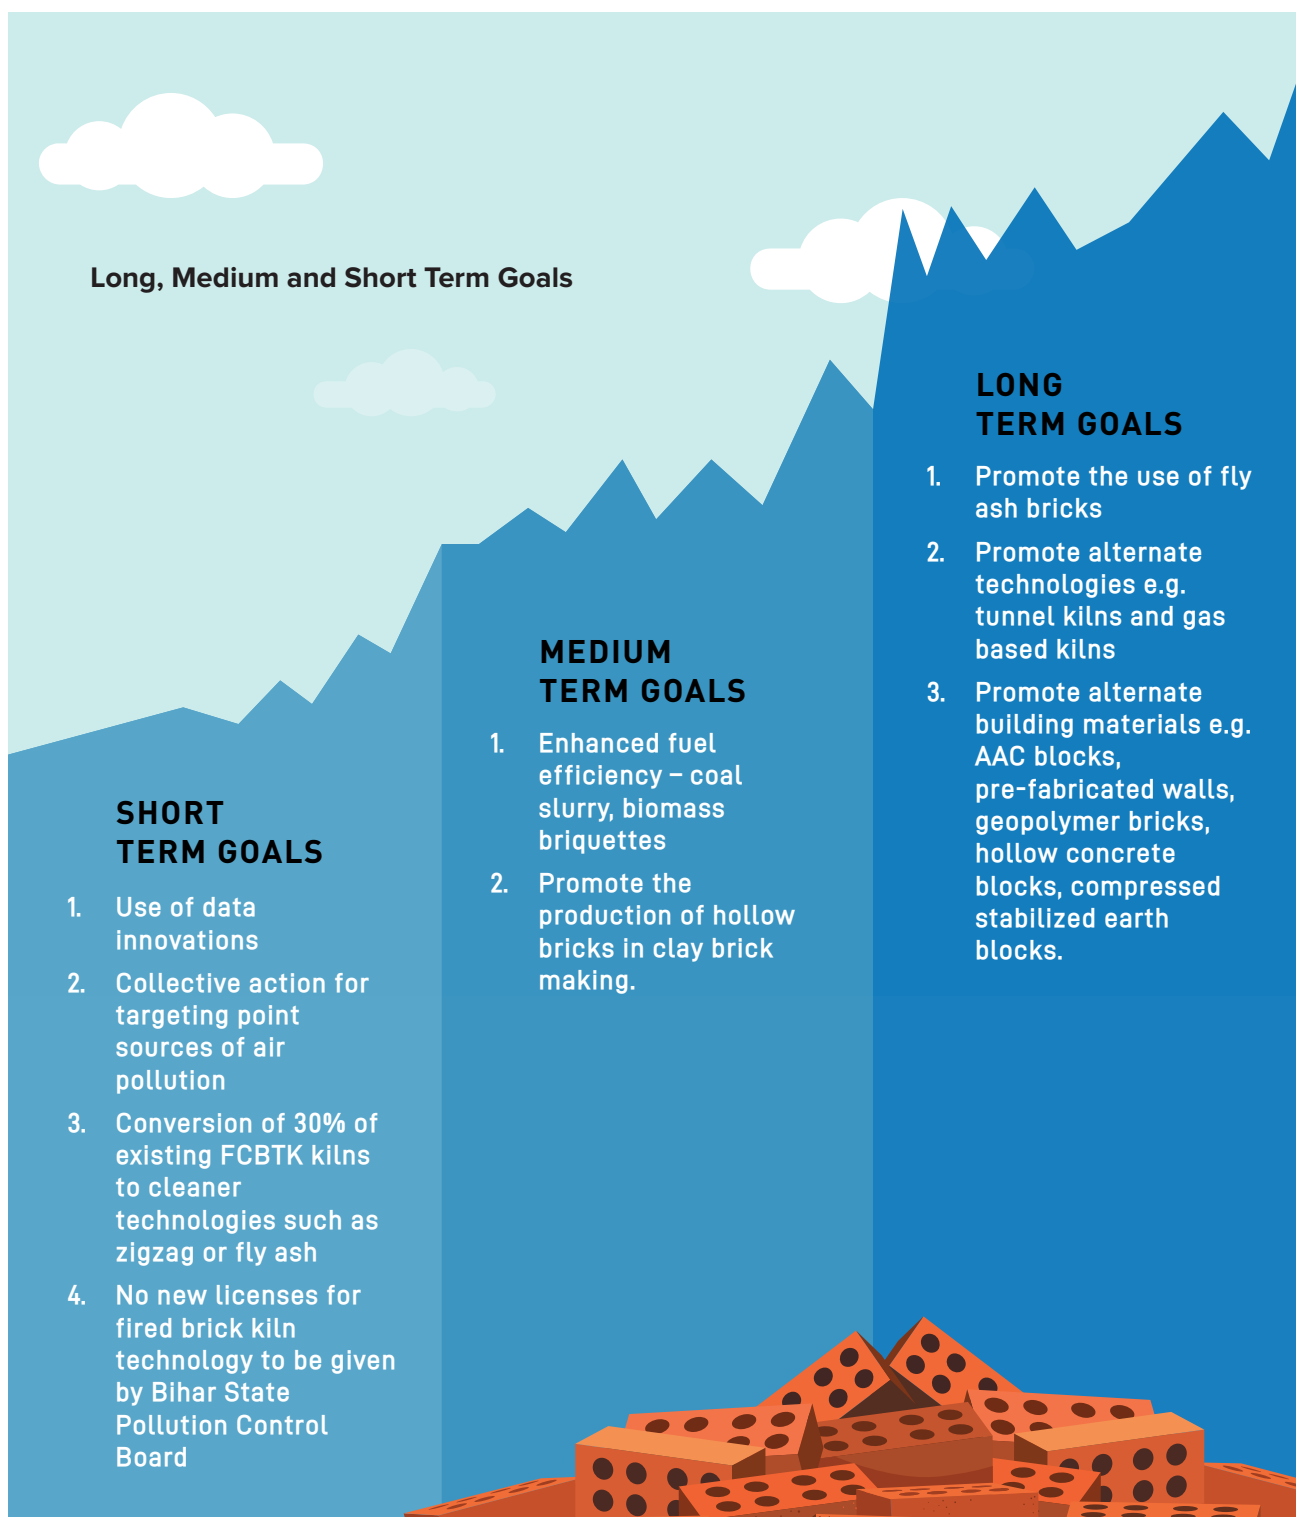 Long, Medium and Short Term Goals
SHORT
TERM GOALS
1. Use of data
innovations
2. Collective action for
targeting point
sources of air
pollution
3. Conversion of 30% of
existing FCBTK kilns
to cleaner
technologies such as
zigzag or fly ash
4. No new licenses for
fired brick kiln
technology to be given
by Bihar State
Pollution Control
Board
MEDIUM
TERM GOALS
1. Enhanced fuel
efficiency – coal
slurry, biomass
briquettes
2. Promote the
production of hollow
bricks in clay brick
making.
LONG
TERM GOALS
1. Promote the use of fly
ash bricks
2. Promote alternate
technologies e.g.
tunnel kilns and gas
based kilns
3. Promote alternate
building materials e.g.
AAC blocks,
pre-fabricated walls,
geopolymer bricks,
hollow concrete
blocks, compressed
stabilized earth
blocks.